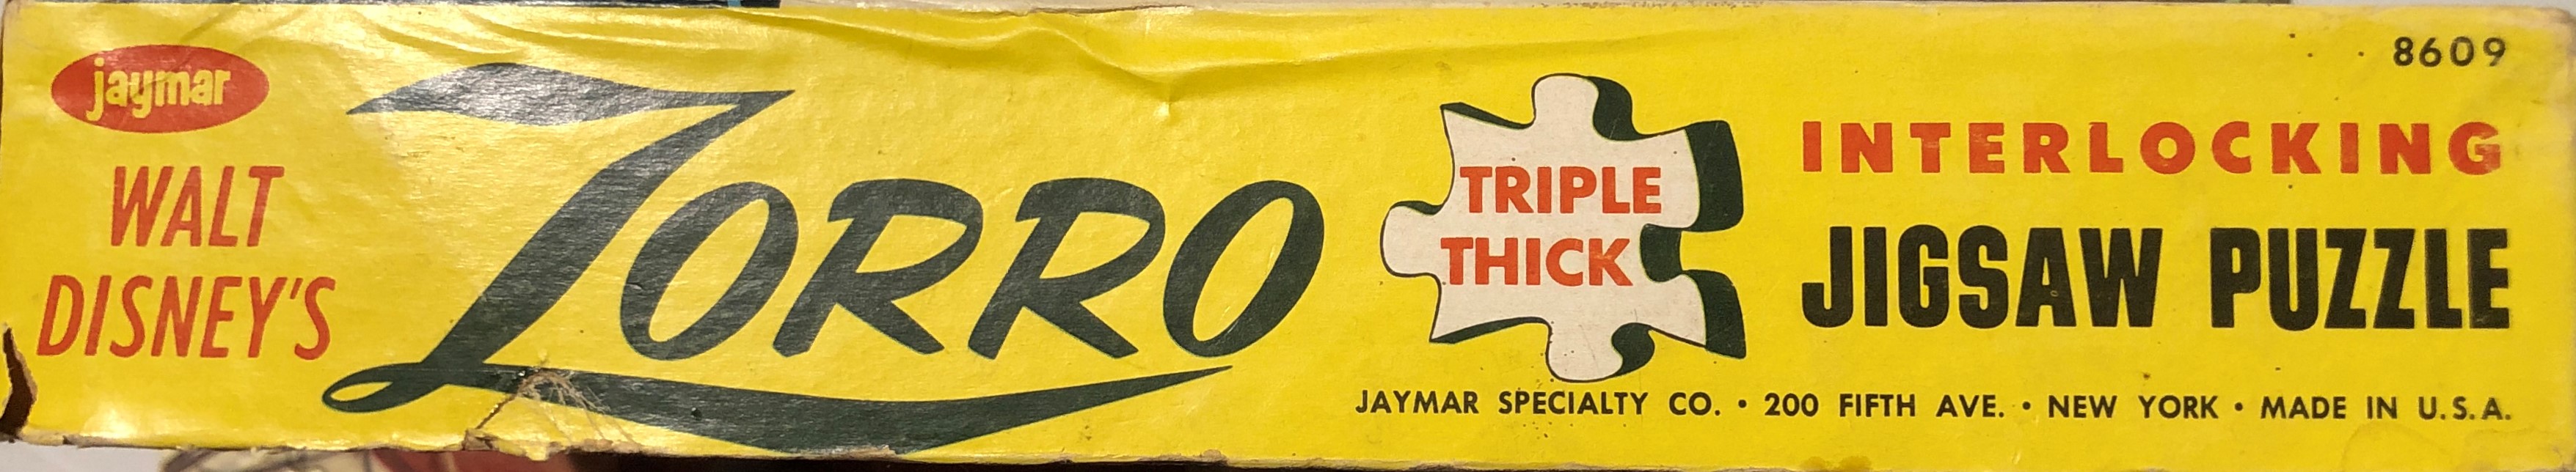 jaymar
WALT
DISNEY'S
ZORRO
TRIPLE
THICK
8609
INTERLOCKING
JIGSAW PUZZLE
JAYMAR SPECIALTY CO. • 200 FIFTH AVE. • NEW YORK • MADE IN U.S.A.